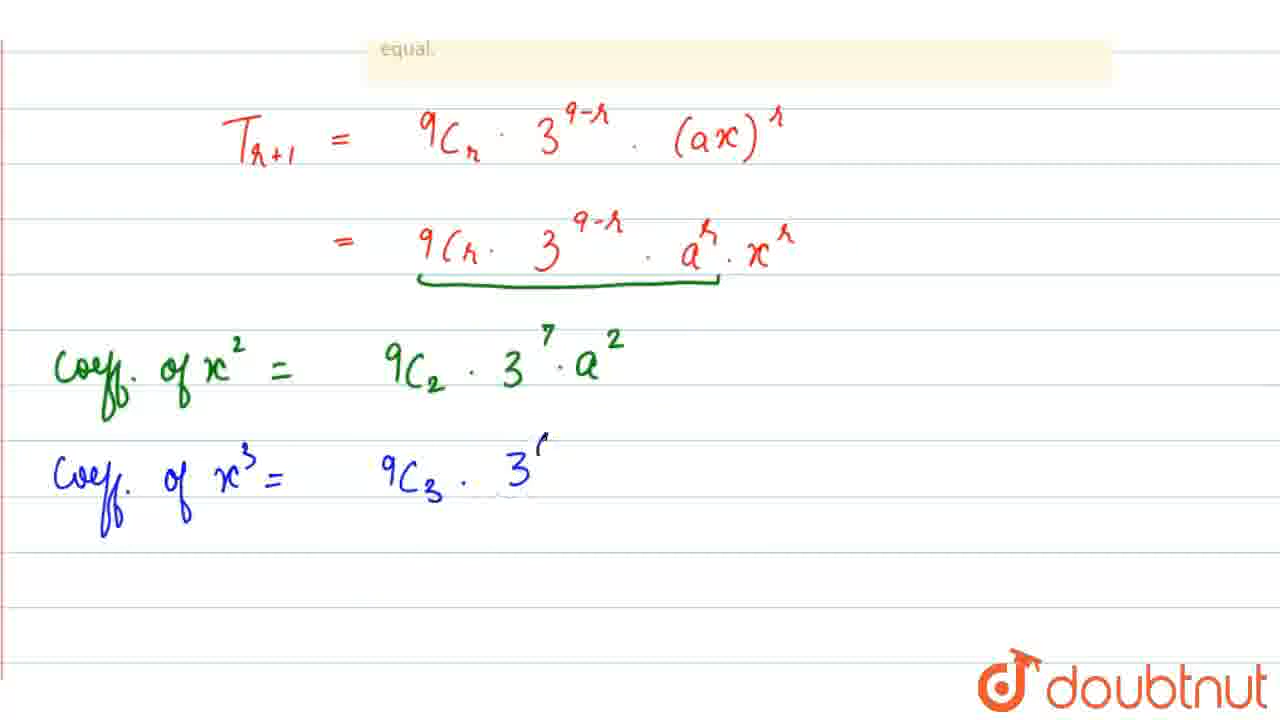 equal.
T_{r+1} = 9C_r · 3^{9-r} · (ax)^r
= 9C_r · 3^{9-r} · a^r · x^r
Coeff. of x^2 = 9C_2 · 3^7 · a^2
Coeff. of x^3 = 9C_3 · 3^(
doubtnut